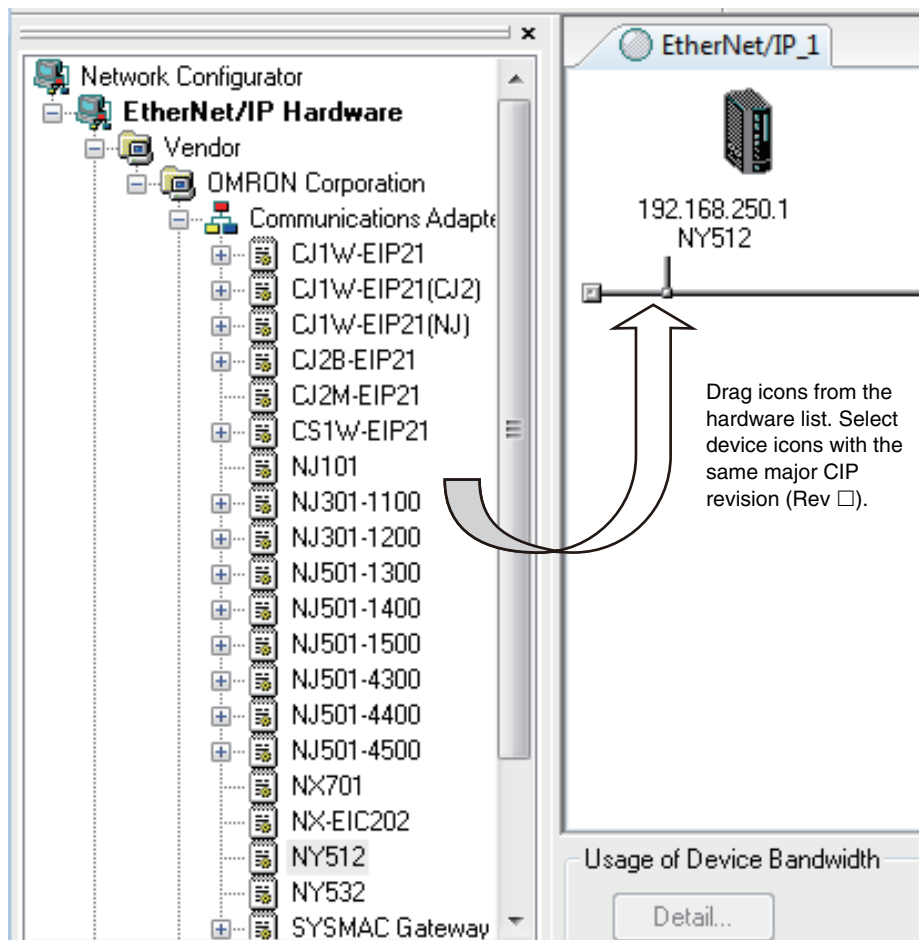 x
Network Configurator
EtherNet/IP Hardware
Vendor
OMRON Corporation
Communications Adapte
CJ1W-EIP21
CJ1W-EIP21(CJ2)
CJ1W-EIP21(NJ)
CJ2B-EIP21
CJ2M-EIP21
CS1W-EIP21
NJ101
NJ301-1100
NJ301-1200
NJ501-1300
NJ501-1400
NJ501-1500
NJ501-4300
NJ501-4400
NJ501-4500
NX701
NX-EIC202
NY512
NY532
SYSMAC Gateway
EtherNet/IP_1
192.168.250.1
NY512
Drag icons from the
hardware list. Select
device icons with the
same major CIP
revision (Rev □).
Usage of Device Bandwidth
Detail...